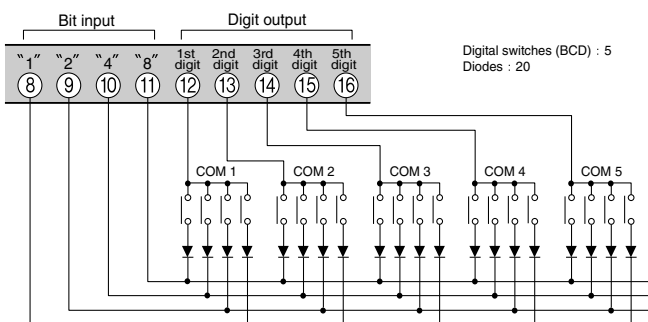 Bit input Digit output
“1” “2” “4” “8” 1st digit 2nd digit 3rd digit 4th digit 5th digit
8 9 10 11 12 13 14 15 16
Digital switches (BCD) : 5
Diodes : 20
COM 1 COM 2 COM 3 COM 4 COM 5